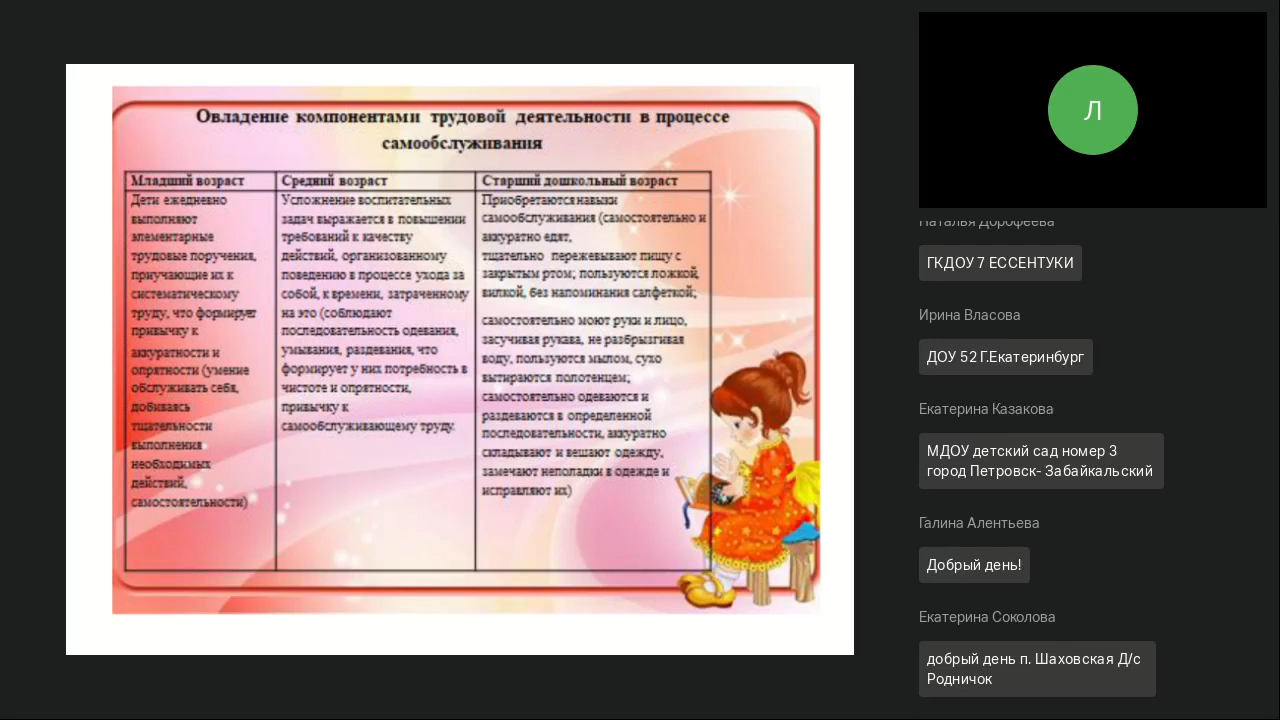 Овладение компонентами трудовой деятельности в процессе
самообслуживания
Младший возраст
Дети ежедневно
выполняют
элементарные
трудовые поручения,
приучающие их к
систематическому
труду, что формирует
привычку к
аккуратности и
опрятности (умение
обслуживать себя,
добиваясь
тщательности
выполнения
необходимых
действий,
самостоятельности)
Средний возраст
Усложнение воспитательных
задач выражается в повышении
требований к качеству
действий, организованному
поведению в процессе ухода за
собой, к времени, затраченному
на это (соблюдают
последовательность одевания,
умывания, раздевания, что
формирует у них потребность в
чистоте и опрятности,
привычку к
самообслуживающему труду.
Старший дошкольный возраст
Приобретаются навыки
самообслуживания (самостоятельно и
аккуратно едят,
тщательно пережевывают пищу с
закрытым ртом; пользуются ложкой,
вилкой, без напоминания салфеткой;
самостоятельно моют руки и лицо,
засучивая рукава, не разбрызгивая
воду, пользуются мылом, сухо
вытираются полотенцем;
самостоятельно одеваются и
раздеваются в определенной
последовательности, аккуратно
складывают и вешают одежду,
замечают неполадки в одежде и
исправляют их)
Л
Наталья Дорофеева
ГКДОУ 7 ЕССЕНТУКИ
Ирина Власова
ДОУ 52 Г.Екатеринбург
Екатерина Казакова
МДОУ детский сад номер 3
город Петровск- Забайкальский
Галина Алентьева
Добрый день!
Екатерина Соколова
добрый день п. Шаховская Д/с
Родничок